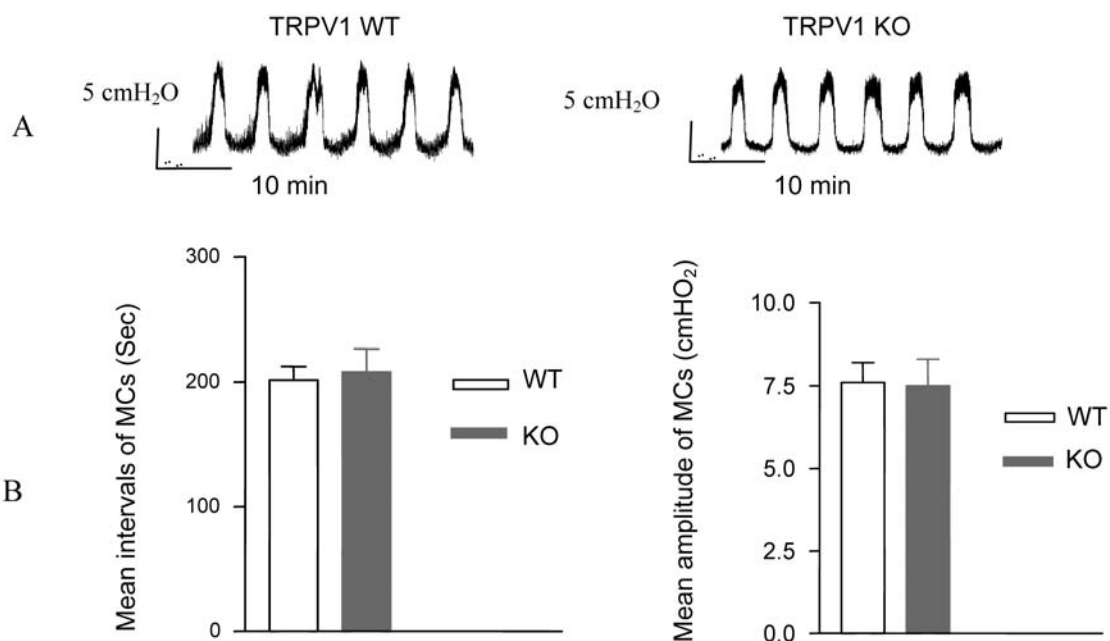 TRPV1 WT
TRPV1 KO
A
5 cmH₂O
10 min
5 cmH₂O
10 min
B
Mean intervals of MCs (Sec)
300
200
100
0
WT
KO
Mean amplitude of MCs (cmHO₂)
10.0
7.5
5.0
2.5
0.0
WT
KO